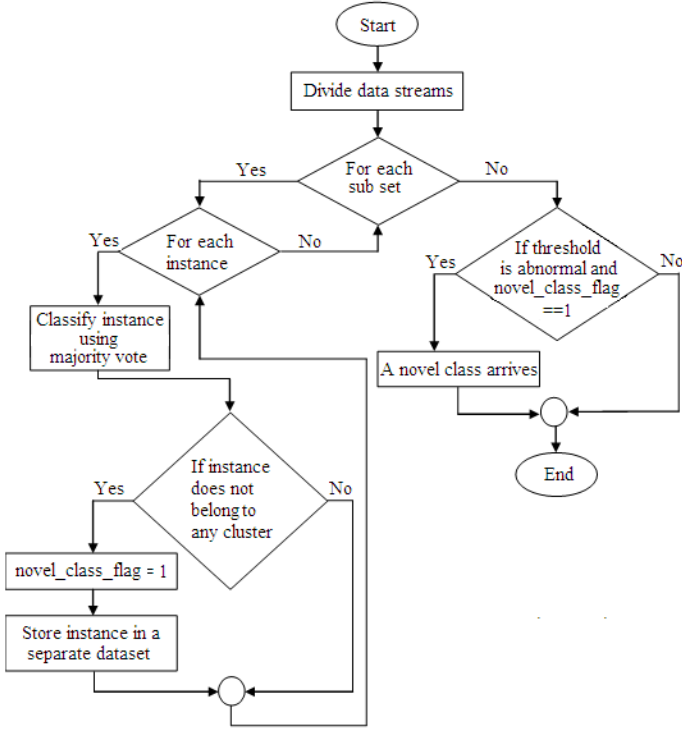 Start
Divide data streams
For each
sub set
Yes
No
For each
instance
Yes
No
If threshold
is abnormal and
novel_class_flag
==1
Yes
No
Classify instance
using
majority vote
A novel class arrives
End
If instance
does not
belong to
any cluster
Yes
No
novel_class_flag = 1
Store instance in a
separate dataset